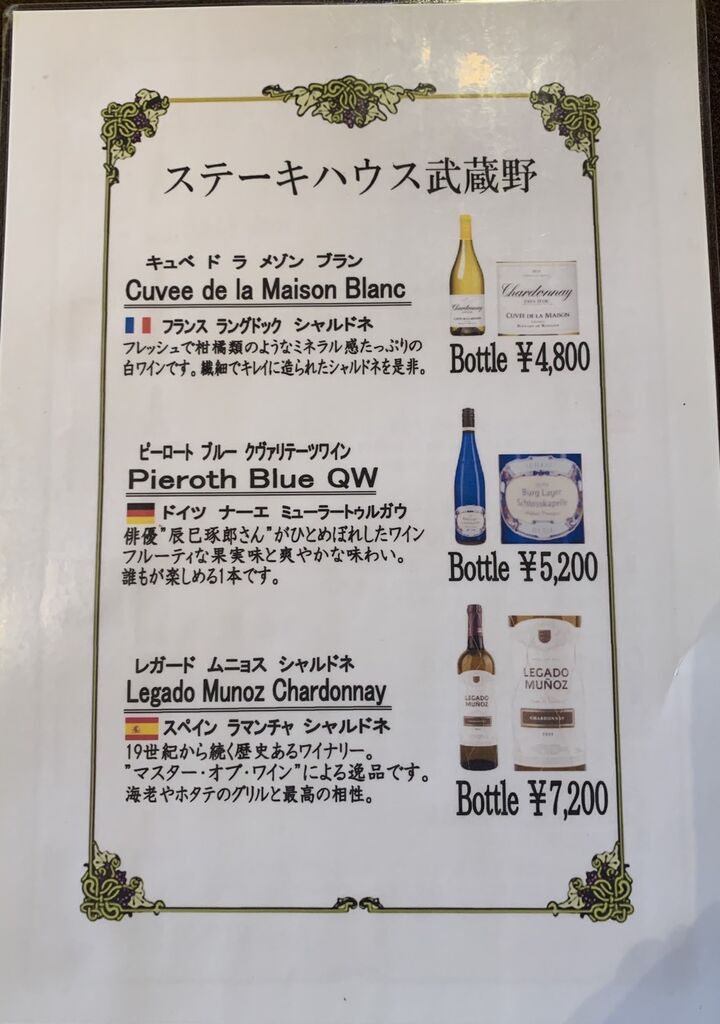 ステーキハウス武蔵野
キュベ ド ラ メゾン ブラン
Cuvee de la Maison Blanc
フランス ラングドック シャルドネ
フレッシュで柑橘類のようなミネラル感たっぷりの
白ワインです。繊細でキレイに造られたシャルドネを是非。
Chardonnay
CUVÉE DE LA MAISON
Bottle ¥4,800
ピーロート ブルー クヴァリテーツワイン
Pieroth Blue QW
ドイツ ナーエ ミューラートゥルガウ
俳優"辰巳琢郎さん"がひとめぼれしたワイン
フルーティな果実味と爽やかな味わい。
誰もが楽しめる1本です。
Burg Layer
Schlosskapelle
Bottle ¥5,200
レガード ムニョス シャルドネ
Legado Munoz Chardonnay
スペイン ラマンチャ シャルドネ
19世紀から続く歴史あるワイナリー。
"マスター・オブ・ワイン"による逸品です。
海老やホタテのグリルと最高の相性。
LEGADO
MUÑOZ
LEGADO
MUÑOZ
CHARDONNAY
Bottle ¥7,200